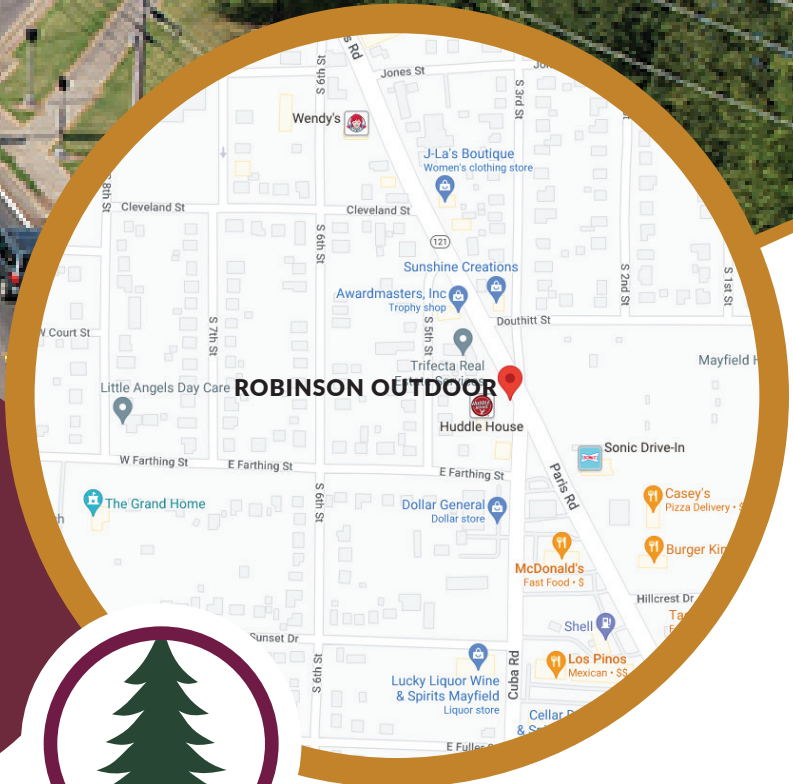 s Rd
Jones St
S 6th St
S 3rd St
Wendy's
J-La's Boutique
Women's clothing store
8th St
Cleveland St
Cleveland St
121
S 6th St
Sunshine Creations
S 2nd St
S 1st St
Awardmasters, Inc
Trophy shop
Douthitt St
S 7th St
S 5th St
W Court St
Trifecta Real
Mayfield H
Little Angels Day Care
ROBINSON OUTDOOR
Huddle House
Sonic Drive-In
W Farthing St
E Farthing St
E Farthing St
Paris Rd
The Grand Home
S 6th St
Dollar General
Dollar store
Casey's
Pizza Delivery • $
Burger Kin
McDonald's
Fast Food • $
Hillcrest Dr
Shell
Sunset Dr
Los Pinos
Mexican • $$
S 6th St
Cuba Rd
Lucky Liquor Wine
& Spirits Mayfield
Liquor store
Cellar
E Fuller